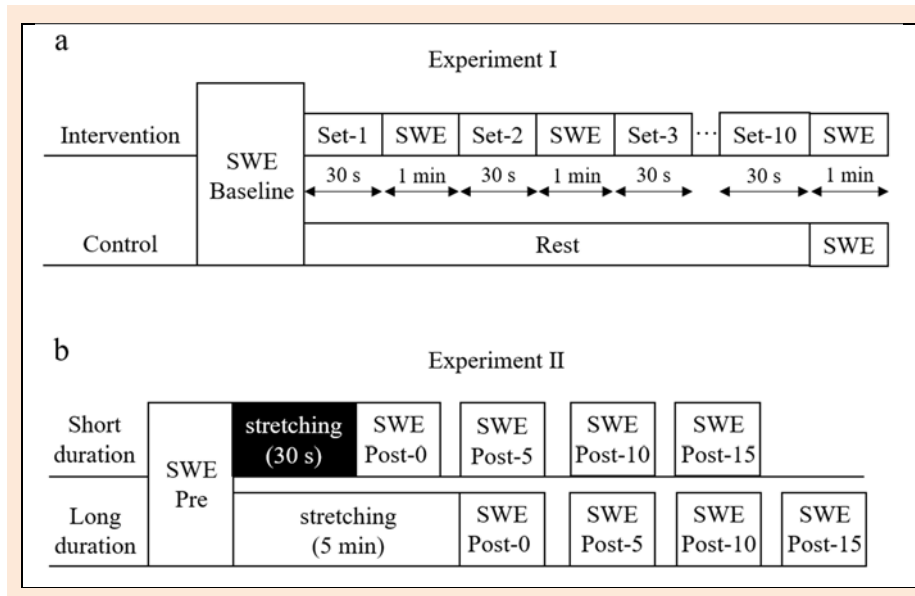 a
Experiment I
Intervention
SWE
Baseline
Set-1
SWE
Set-2
SWE
Set-3
...
Set-10
SWE
30 s
1 min
30 s
1 min
30 s
30 s
1 min
Control
Rest
SWE
b
Experiment II
Short
duration
SWE
Pre
stretching
(30 s)
SWE
Post-0
SWE
Post-5
SWE
Post-10
SWE
Post-15
Long
duration
stretching
(5 min)
SWE
Post-0
SWE
Post-5
SWE
Post-10
SWE
Post-15